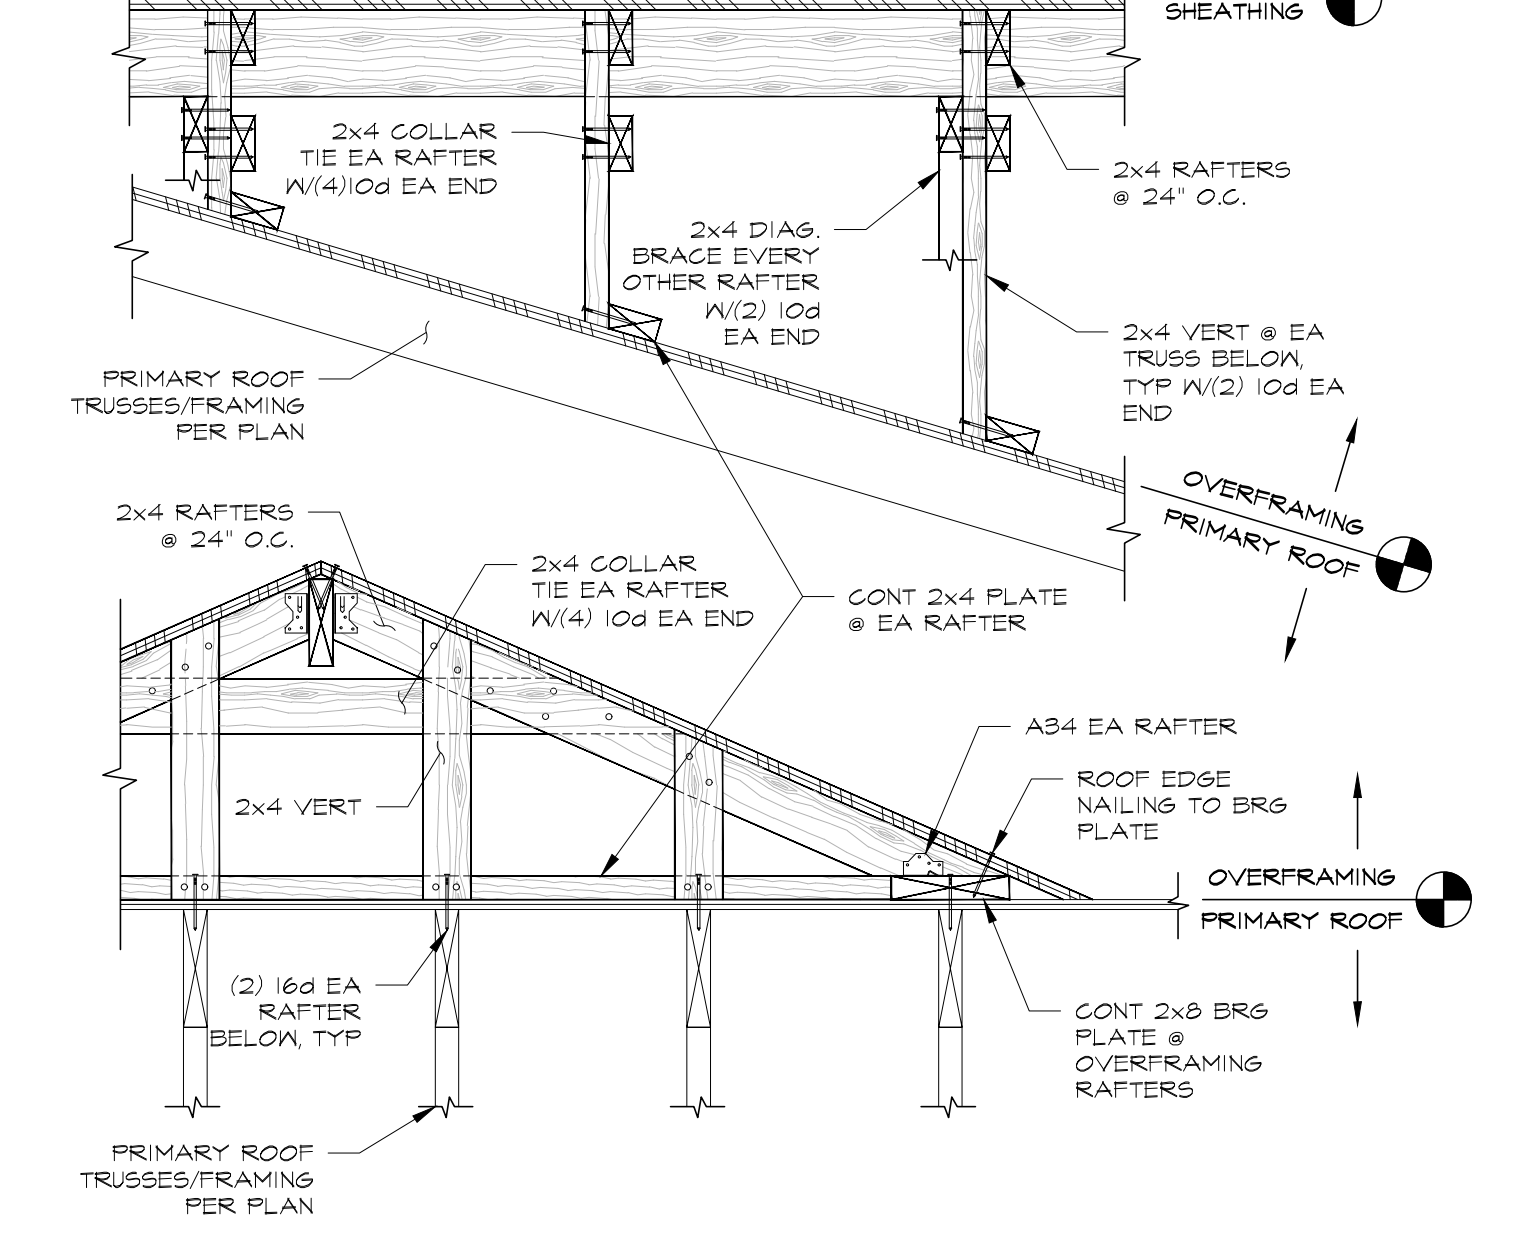 SHEATHING
2x4 COLLAR
TIE EA RAFTER
W/(4)10d EA END
2x4 RAFTERS
@ 24" O.C.
2x4 DIAG.
BRACE EVERY
OTHER RAFTER
W/(2) 10d
EA END
2x4 VERT @ EA
TRUSS BELOW,
TYP W/(2) 10d EA
END
PRIMARY ROOF
TRUSSES/FRAMING
PER PLAN
OVERFRAMING
PRIMARY ROOF
2x4 RAFTERS
@ 24" O.C.
2x4 COLLAR
TIE EA RAFTER
W/(4) 10d EA END
CONT 2x4 PLATE
@ EA RAFTER
A34 EA RAFTER
ROOF EDGE
NAILING TO BRG
PLATE
2x4 VERT
OVERFRAMING
PRIMARY ROOF
(2) 16d EA
RAFTER
BELOW, TYP
CONT 2x8 BRG
PLATE @
OVERFRAMING
RAFTERS
PRIMARY ROOF
TRUSSES/FRAMING
PER PLAN